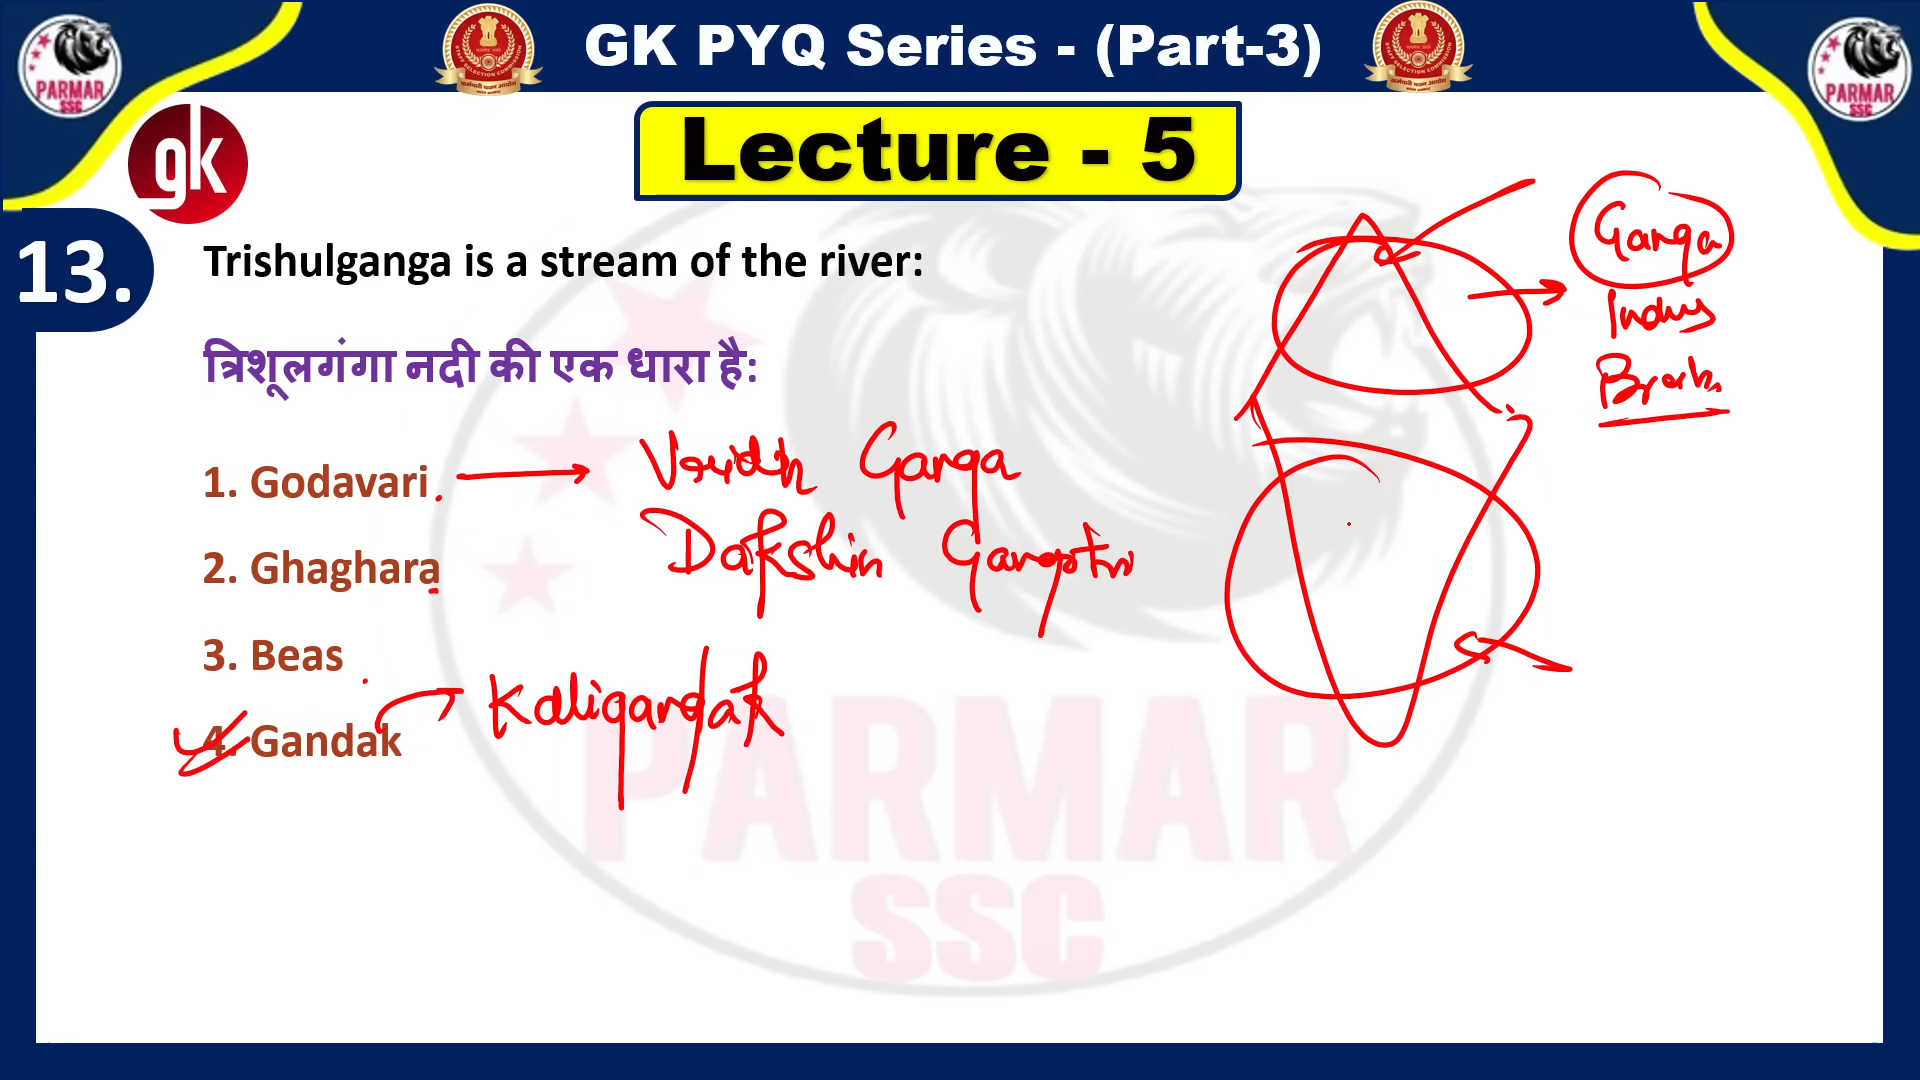 GK PYQ Series - (Part-3)
PARMAR
SSC
PARMAR
SSC
Lecture - 5
gk
13.
Trishulganga is a stream of the river:
त्रिशूलगंगा नदी की एक धारा है:
1. Godavari → Vridh Ganga
Dakshin Gangotri
2. Ghaghara
3. Beas
4. Gandak → Kaligandak
Ganga
Indus
Brah
PARMAR
SSC